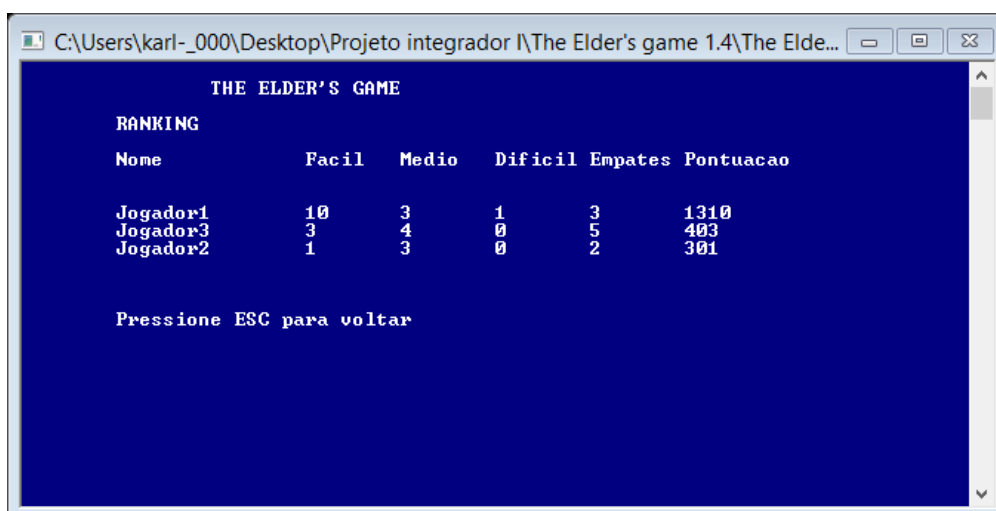 C:\Users\karl-_000\Desktop\Projeto integrador I\The Elder's game 1.4\The Elde...
THE ELDER'S GAME
RANKING
Nome Facil Medio Dificil Empates Pontuacao
Jogador1 10 3 1 3 1310
Jogador3 3 4 0 5 403
Jogador2 1 3 0 2 301
Pressione ESC para voltar